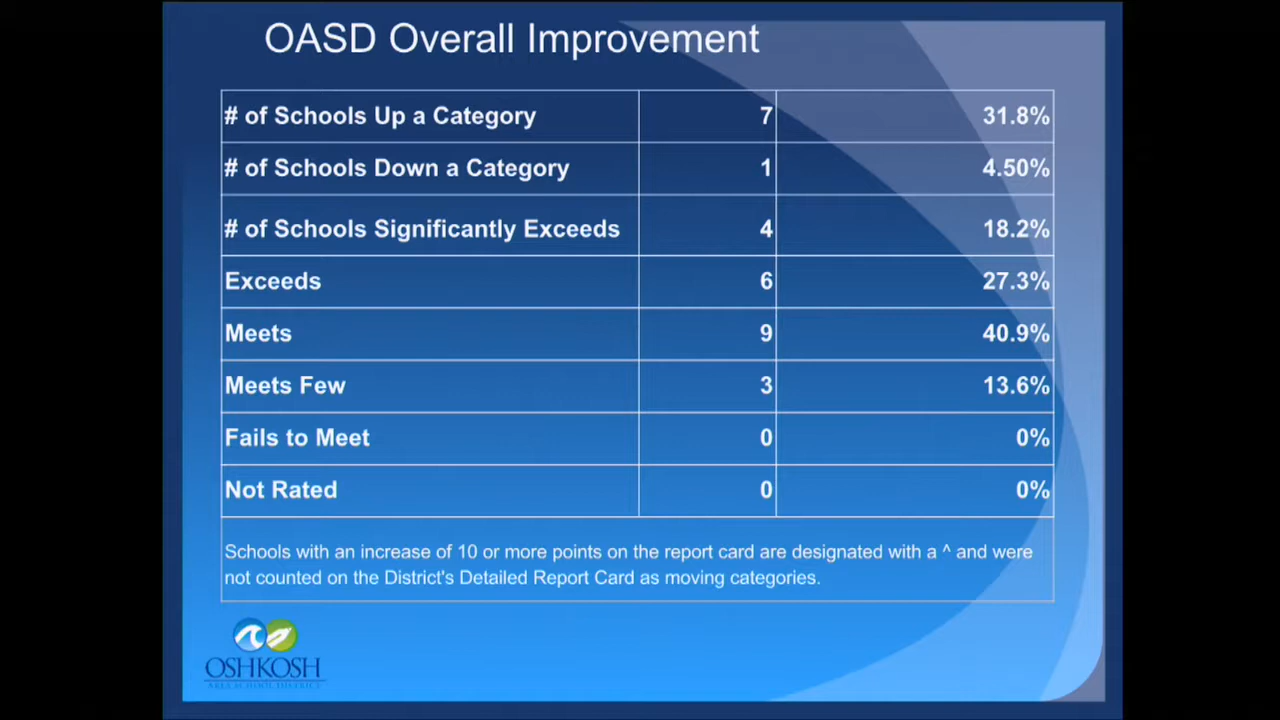 OASD Overall Improvement
# of Schools Up a Category 7 31.8%
# of Schools Down a Category 1 4.50%
# of Schools Significantly Exceeds 4 18.2%
Exceeds 6 27.3%
Meets 9 40.9%
Meets Few 3 13.6%
Fails to Meet 0 0%
Not Rated 0 0%
Schools with an increase of 10 or more points on the report card are designated with a ^ and were
not counted on the District's Detailed Report Card as moving categories.
OSHKOSH
AREA SCHOOL DISTRICT